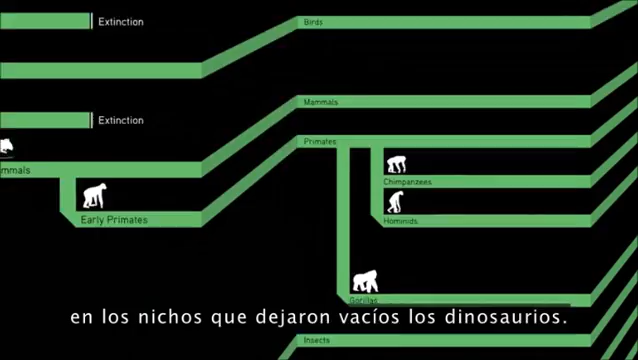 Extinction
Birds
Extinction
Mammals
Primates
mmals
Chimpanzees
Early Primates
Hominids
Gorillas
en los nichos que dejaron vacíos los dinosaurios.
Insects